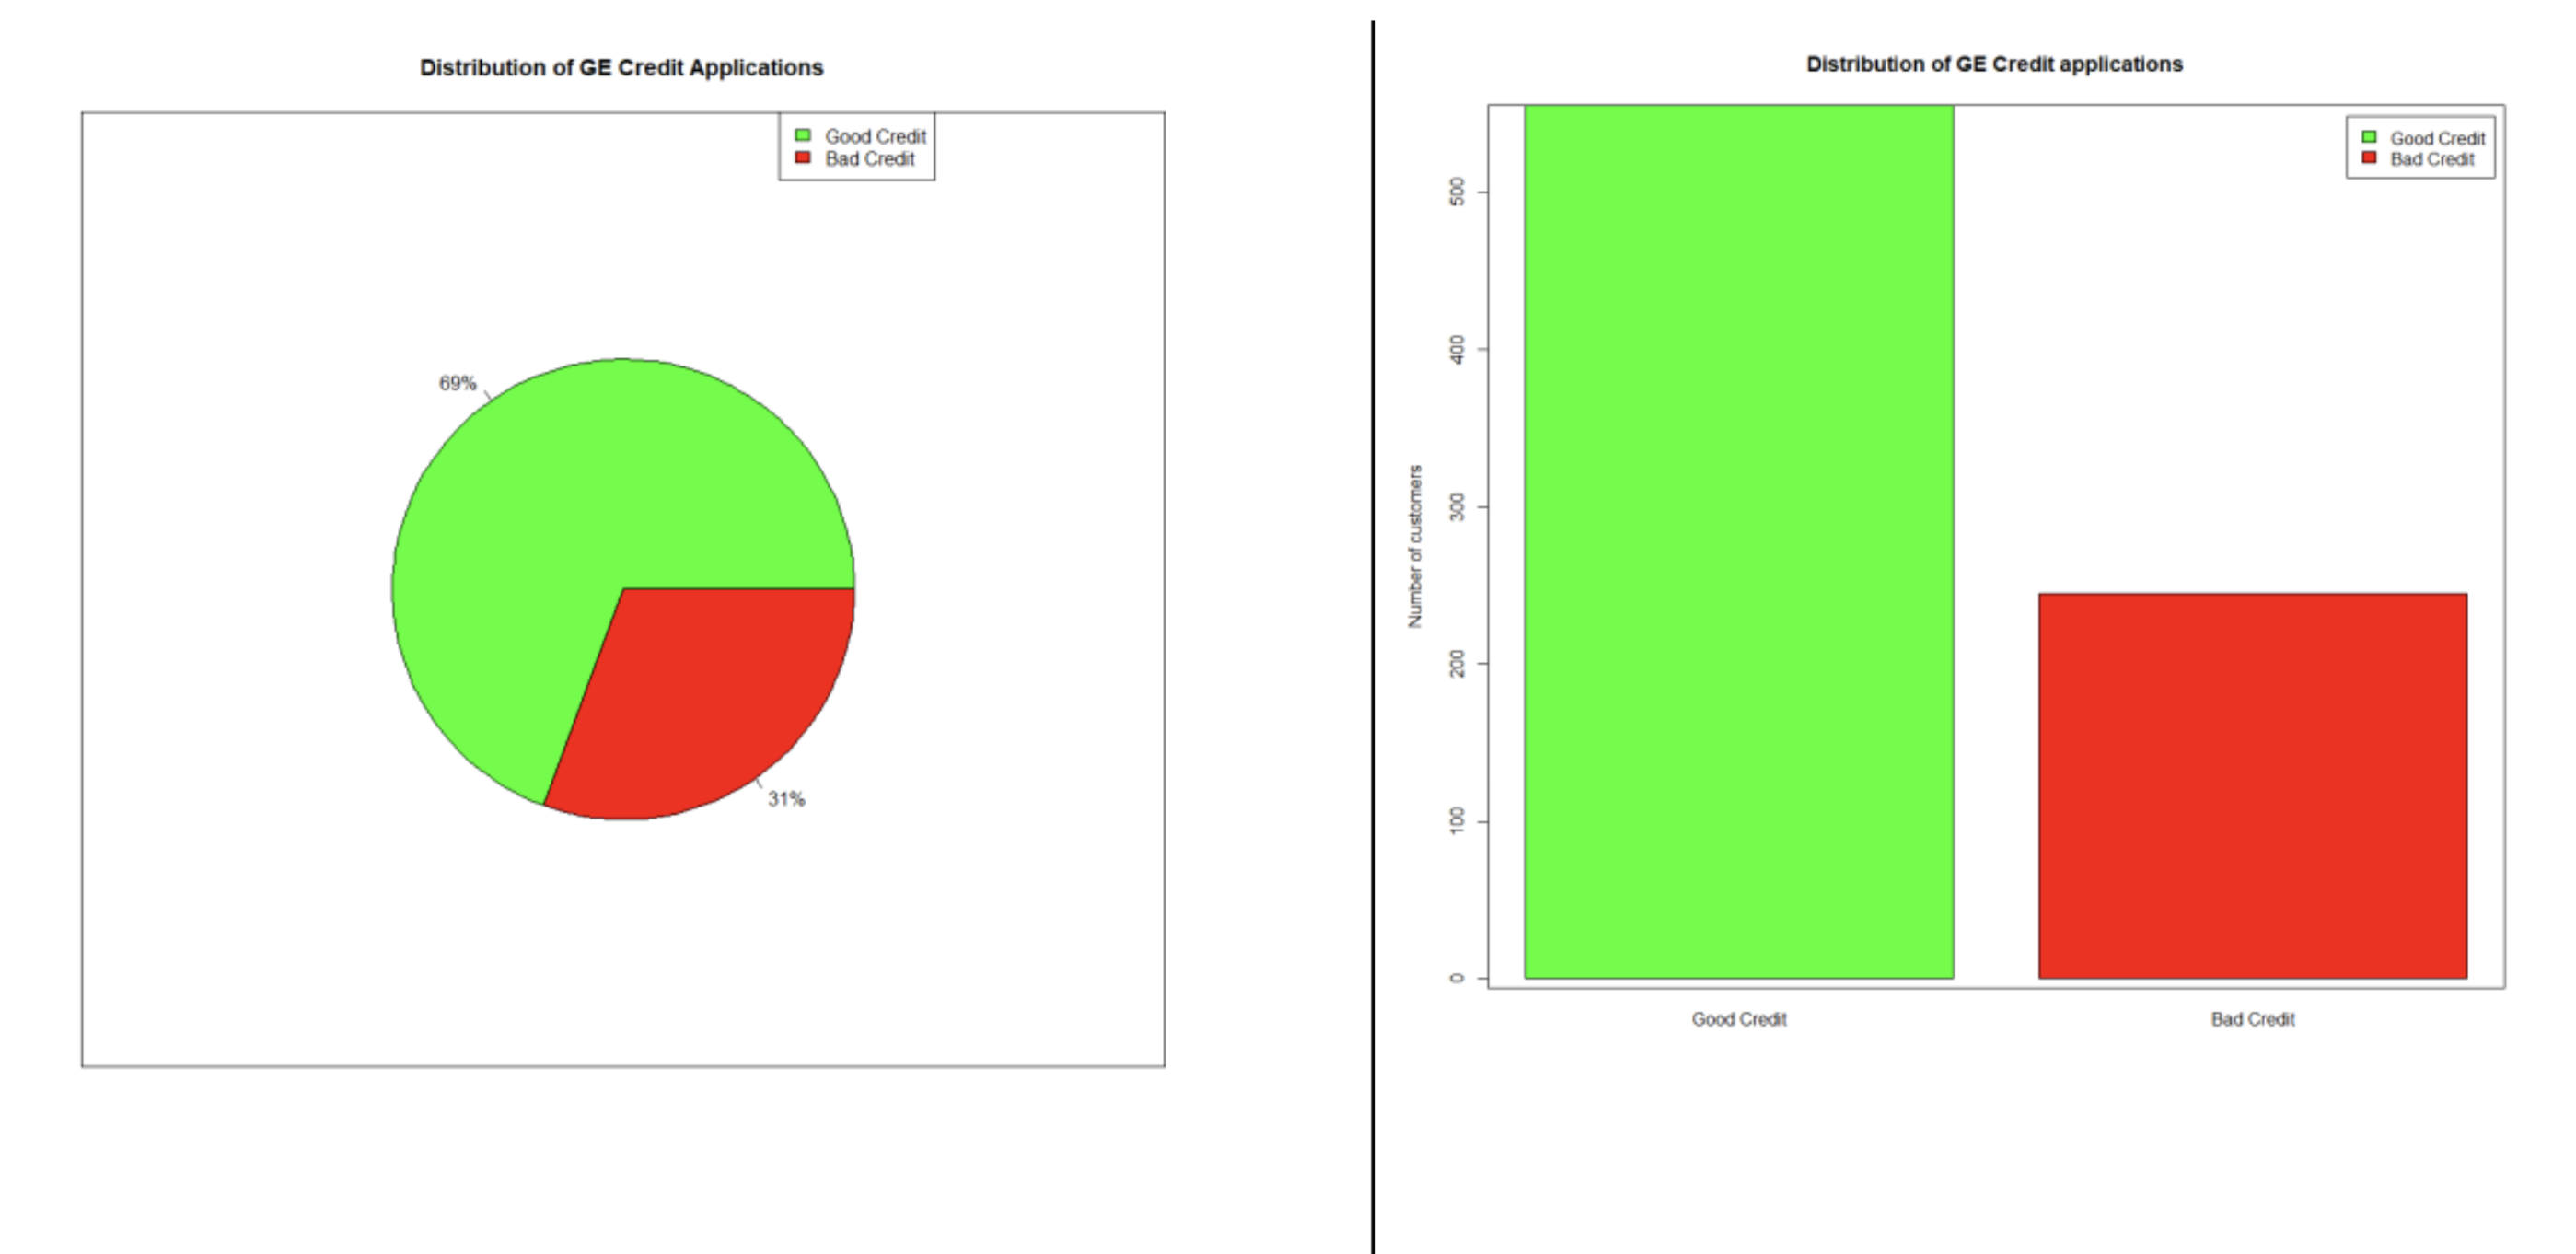 Distribution of GE Credit Applications
Good Credit
Bad Credit
69%
31%
Distribution of GE Credit applications
Good Credit
Bad Credit
Number of customers
500
400
300
200
100
0
Good Credit
Bad Credit